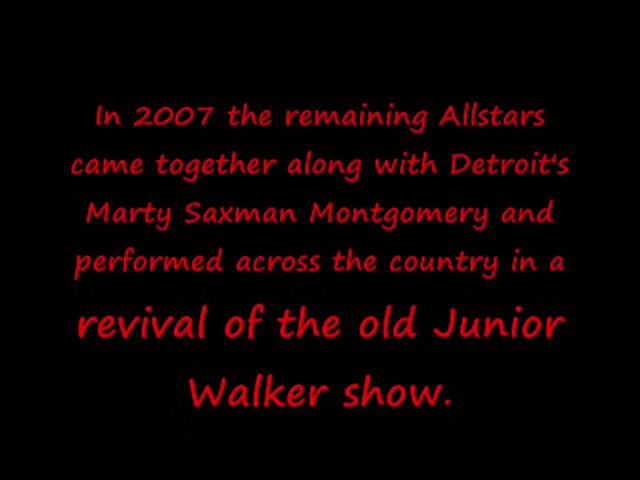 In 2007 the remaining Allstars
came together along with Detroit's
Marty Saxman Montgomery and
performed across the country in a
revival of the old Junior
Walker show.